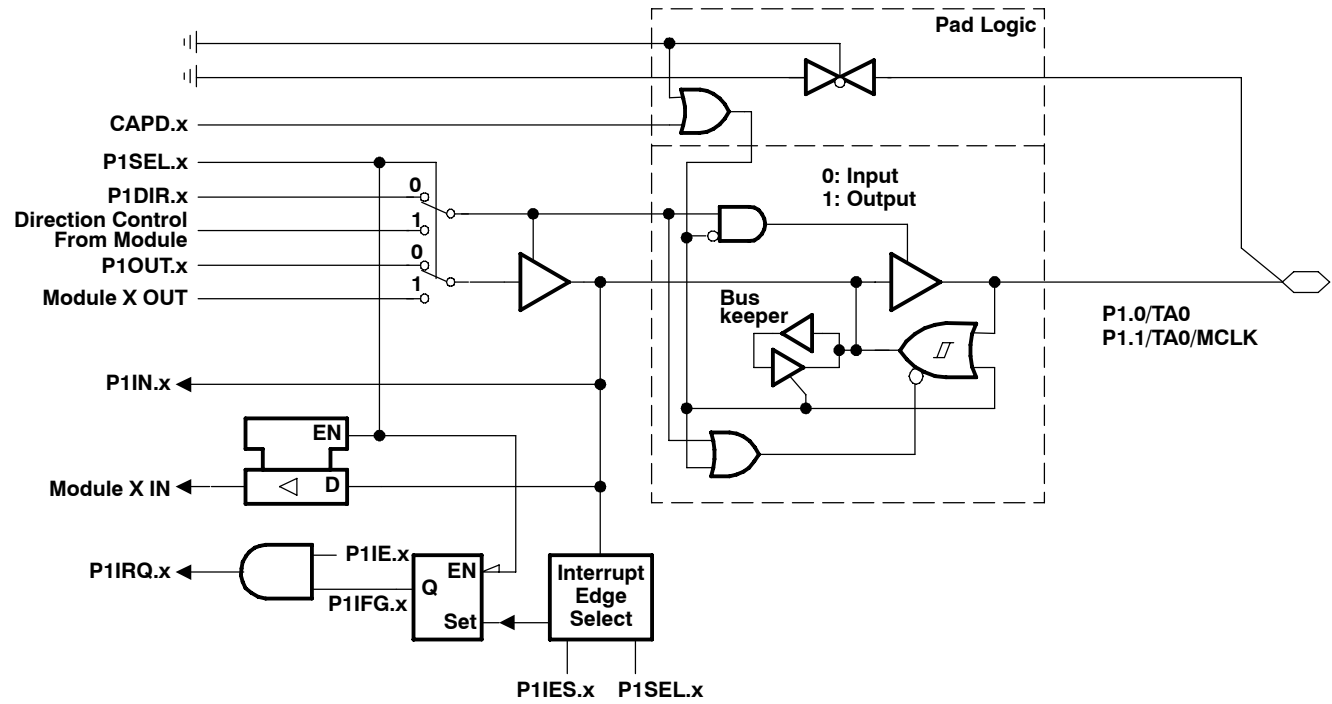 Pad Logic
CAPD.x
P1SEL.x
P1DIR.x
0
Direction Control
From Module
1
P1OUT.x
0
Module X OUT
1
0: Input
1: Output
Bus
keeper
P1.0/TA0
P1.1/TA0/MCLK
P1IN.x
EN
Module X IN
D
P1IRQ.x
P1IE.x
P1IFG.x
EN
Q
Set
Interrupt
Edge
Select
P1IES.x
P1SEL.x